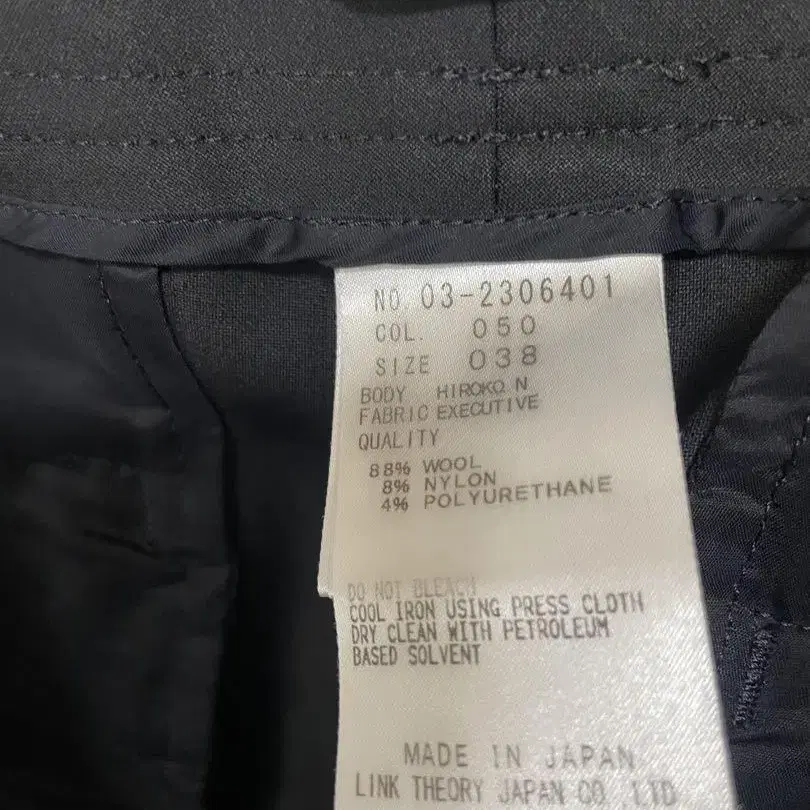 NO. 03-2306401
COL. 050
SIZE 038
BODY HIROKO N
FABRIC EXECUTIVE
QUALITY
88% WOOL
8% NYLON
4% POLYURETHANE
DO NOT BLEACH
COOL IRON USING PRESS CLOTH
DRY CLEAN WITH PETROLEUM
BASED SOLVENT
MADE IN JAPAN
LINK THEORY JAPAN CO. LTD